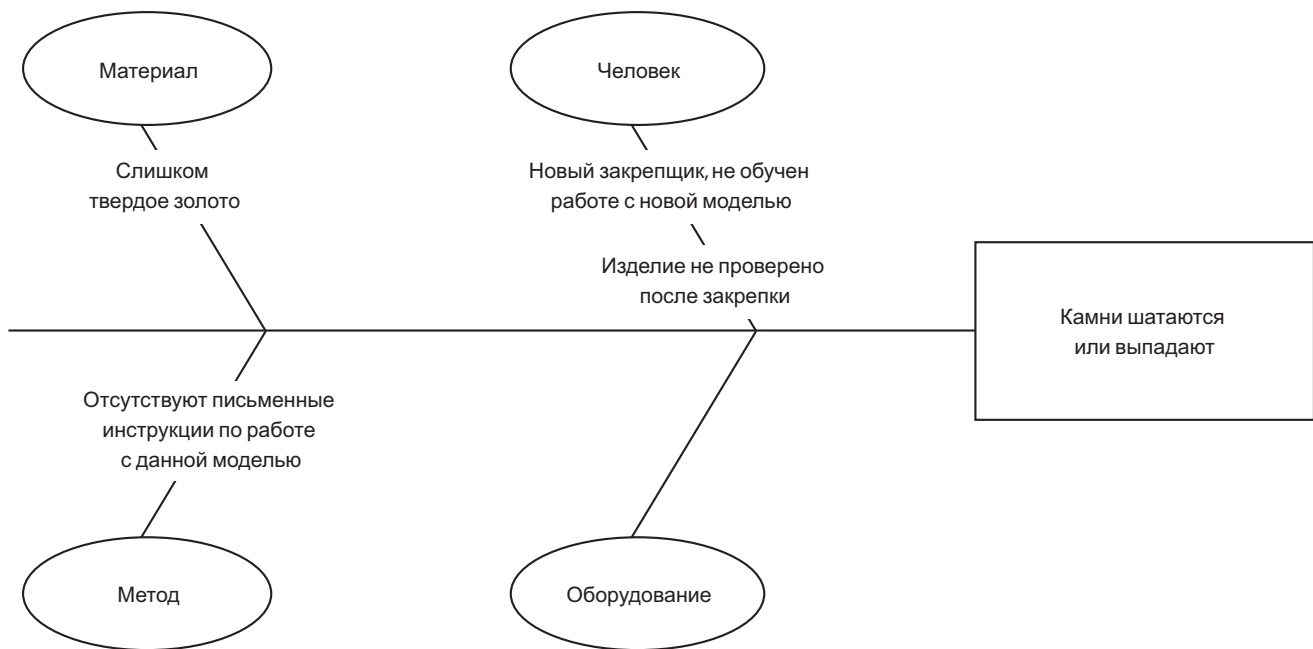 Материал
Человек
Слишком
твердое золото
Новый закрепщик, не обучен
работе с новой моделью
Изделие не проверено
после закрепки
Камни шатаются
или выпадают
Отсутствуют письменные
инструкции по работе
с данной моделью
Метод
Оборудование